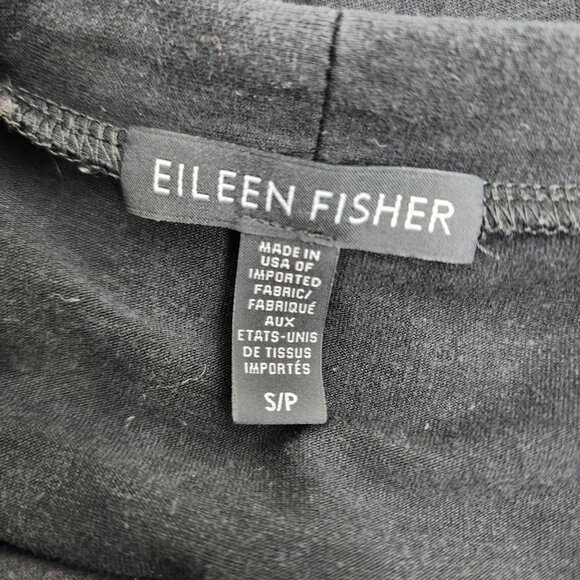 EILEEN FISHER
MADE IN
USA OF
IMPORTED
FABRIC/
FABRIQUÉ
AUX
ETATS-UNIS
DE TISSUS
IMPORTÉS
S/P